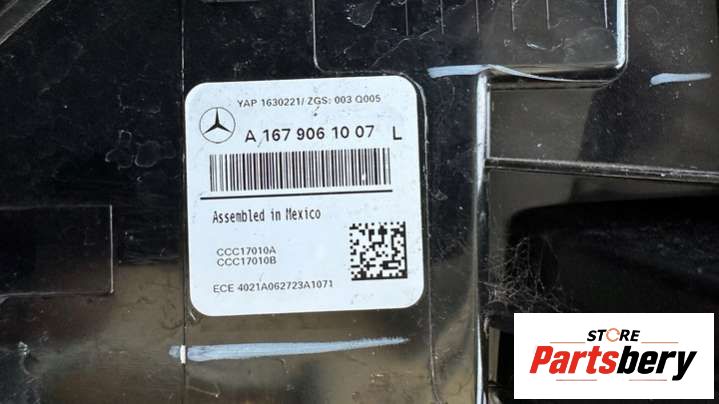 YAP 1630221/ ZGS: 003 Q005
A 167 906 10 07 L
Assembled in Mexico
CCC17010A
CCC17010B
ECE 4021A062723A1071
STORE
Partsbery